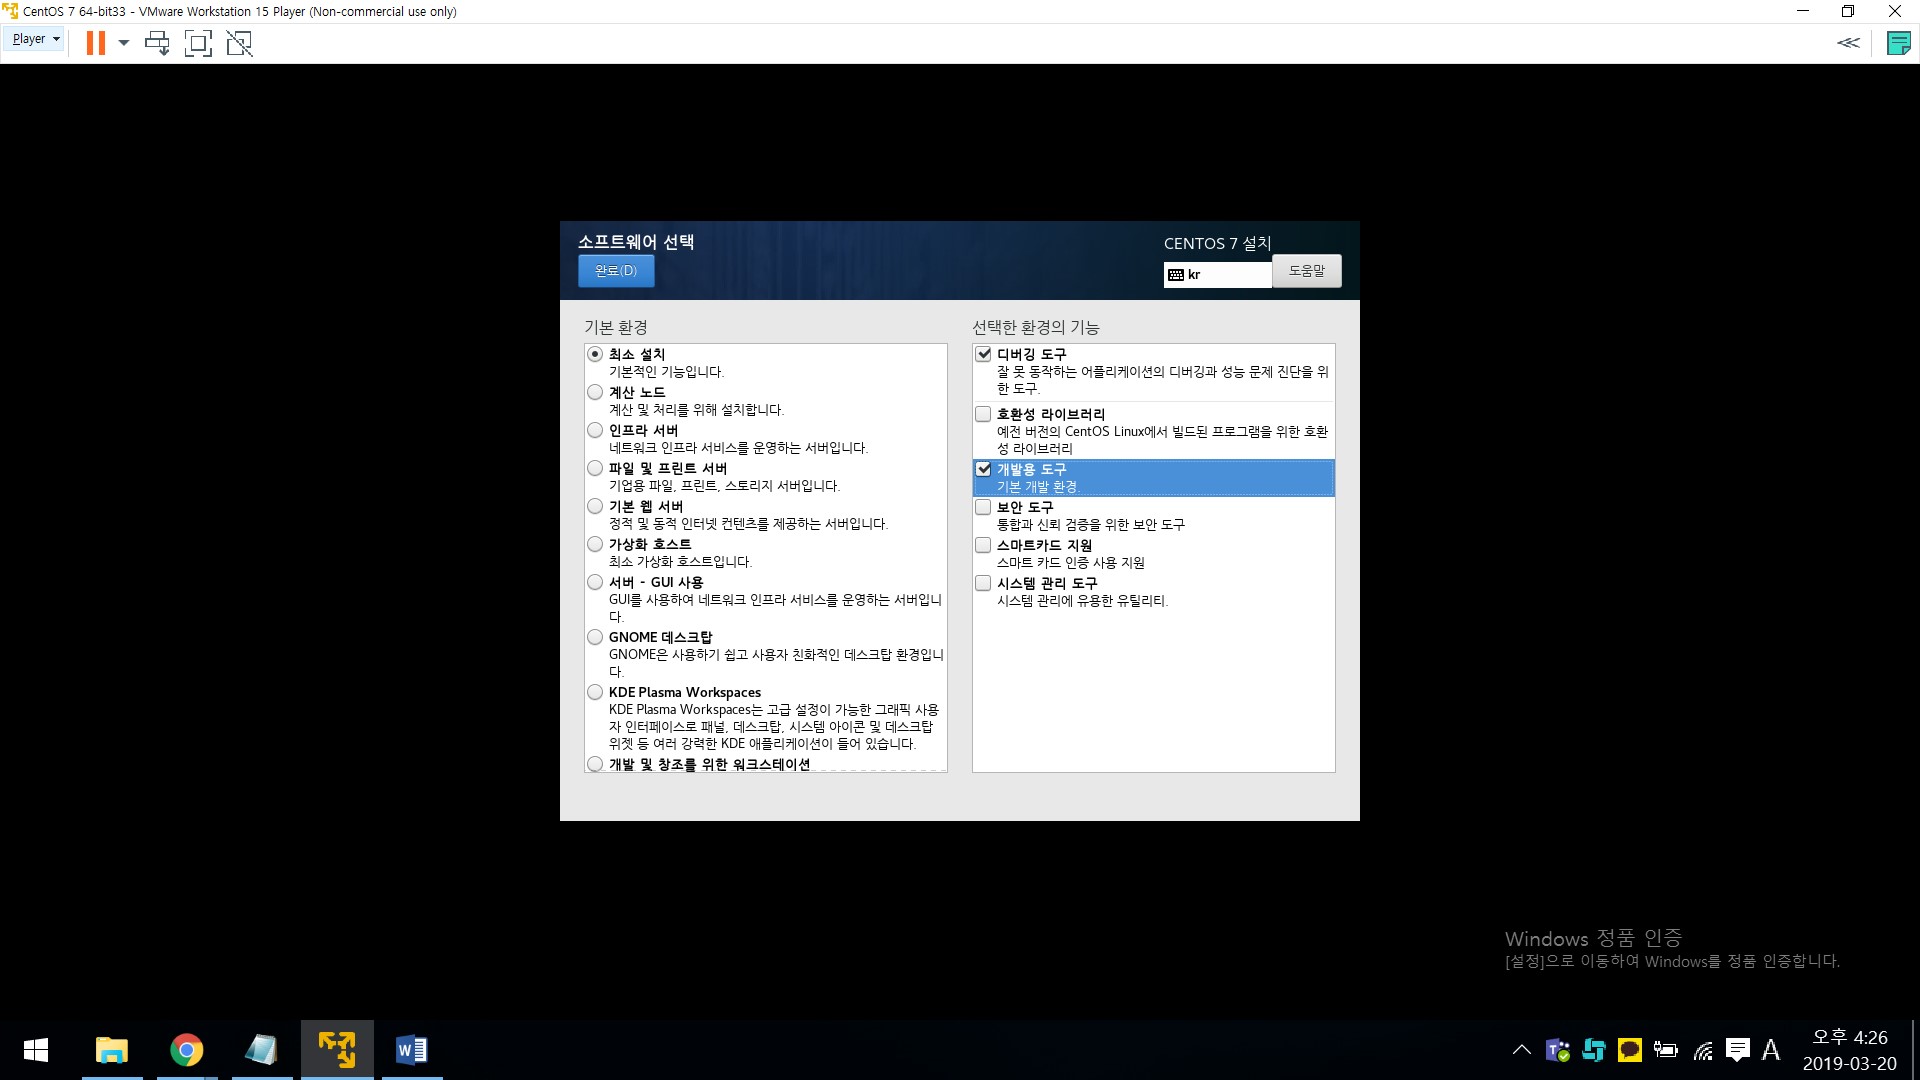 CentOS 7 64-bit33 - VMware Workstation 15 Player (Non-commercial use only)
Player
소프트웨어 선택
완료(D)
CENTOS 7 설치
kr
도움말
기본 환경
최소 설치
기본적인 기능입니다.
계산 노드
계산 및 처리를 위해 설치합니다.
인프라 서버
네트워크 인프라 서비스를 운영하는 서버입니다.
파일 및 프린트 서버
기업용 파일, 프린트, 스토리지 서버입니다.
기본 웹 서버
정적 및 동적 인터넷 컨텐츠를 제공하는 서버입니다.
가상화 호스트
최소 가상화 호스트입니다.
서버 - GUI 사용
GUI를 사용하여 네트워크 인프라 서비스를 운영하는 서버입니
다.
GNOME 데스크탑
GNOME은 사용하기 쉽고 사용자 친화적인 데스크탑 환경입니
다.
KDE Plasma Workspaces
KDE Plasma Workspaces는 고급 설정이 가능한 그래픽 사용
자 인터페이스로 패널, 데스크탑, 시스템 아이콘 및 데스크탑
위젯 등 여러 강력한 KDE 애플리케이션이 들어 있습니다.
개발 및 창조를 위한 워크스테이션
선택한 환경의 기능
디버깅 도구
잘 못 동작하는 어플리케이션의 디버깅과 성능 문제 진단을 위
한 도구.
호환성 라이브러리
예전 버전의 CentOS Linux에서 빌드된 프로그램을 위한 호환
성 라이브러리
개발용 도구
기본 개발 환경.
보안 도구
통합과 신뢰 검증을 위한 보안 도구
스마트카드 지원
스마트 카드 인증 사용 지원
시스템 관리 도구
시스템 관리에 유용한 유틸리티.
Windows 정품 인증
[설정]으로 이동하여 Windows를 정품 인증합니다.
A
오후 4:26
2019-03-20